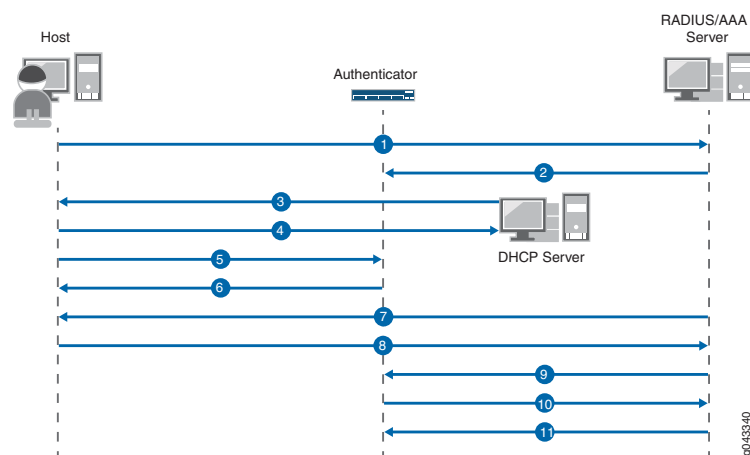 RADIUS/AAA
Server
Host
Authenticator
1
2
3
4
DHCP Server
5
6
7
8
9
10
11
g043340